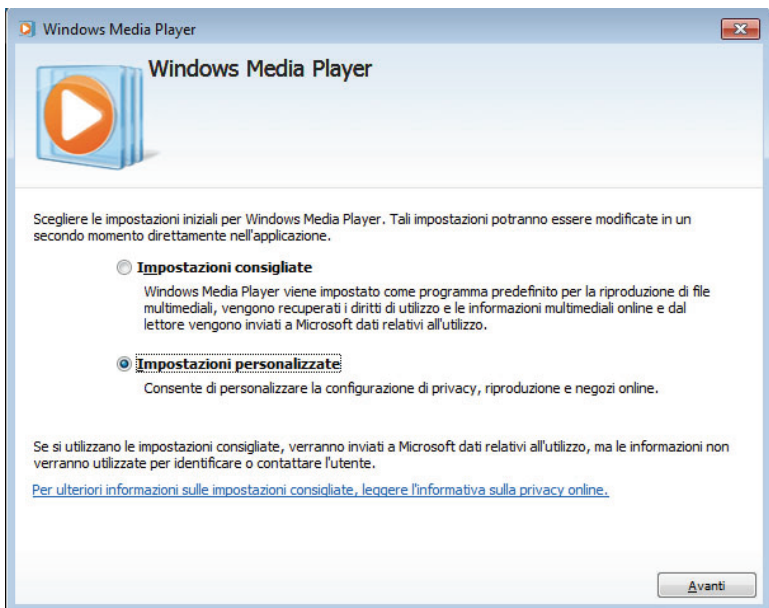 Windows Media Player
Windows Media Player
Scegliere le impostazioni iniziali per Windows Media Player. Tali impostazioni potranno essere modificate in un
secondo momento direttamente nell'applicazione.
Impostazioni consigliate
Windows Media Player viene impostato come programma predefinito per la riproduzione di file
multimediali, vengono recuperati i diritti di utilizzo e le informazioni multimediali online e dal
lettore vengono inviati a Microsoft dati relativi all'utilizzo.
Impostazioni personalizzate
Consente di personalizzare la configurazione di privacy, riproduzione e negozi online.
Se si utilizzano le impostazioni consigliate, verranno inviati a Microsoft dati relativi all'utilizzo, ma le informazioni non
verranno utilizzate per identificare o contattare l'utente.
Per ulteriori informazioni sulle impostazioni consigliate, leggere l'informativa sulla privacy online.
Avanti